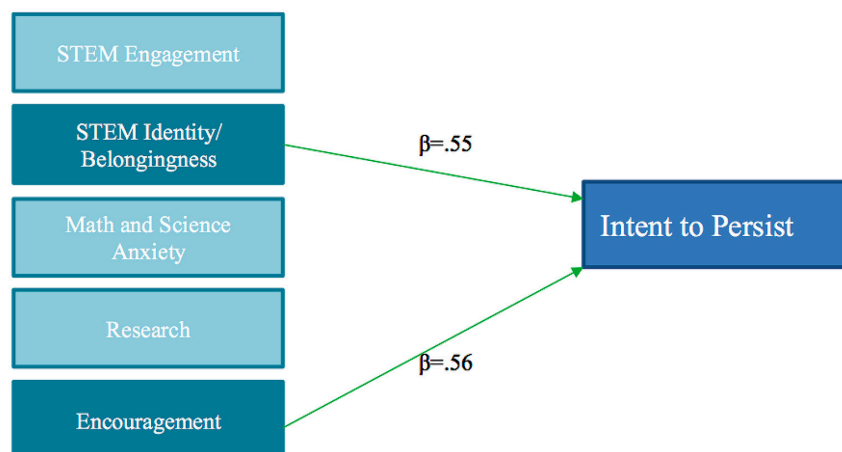 STEM Engagement
STEM Identity/
Belongingness
β=.55
Math and Science
Anxiety
Intent to Persist
Research
β=.56
Encouragement